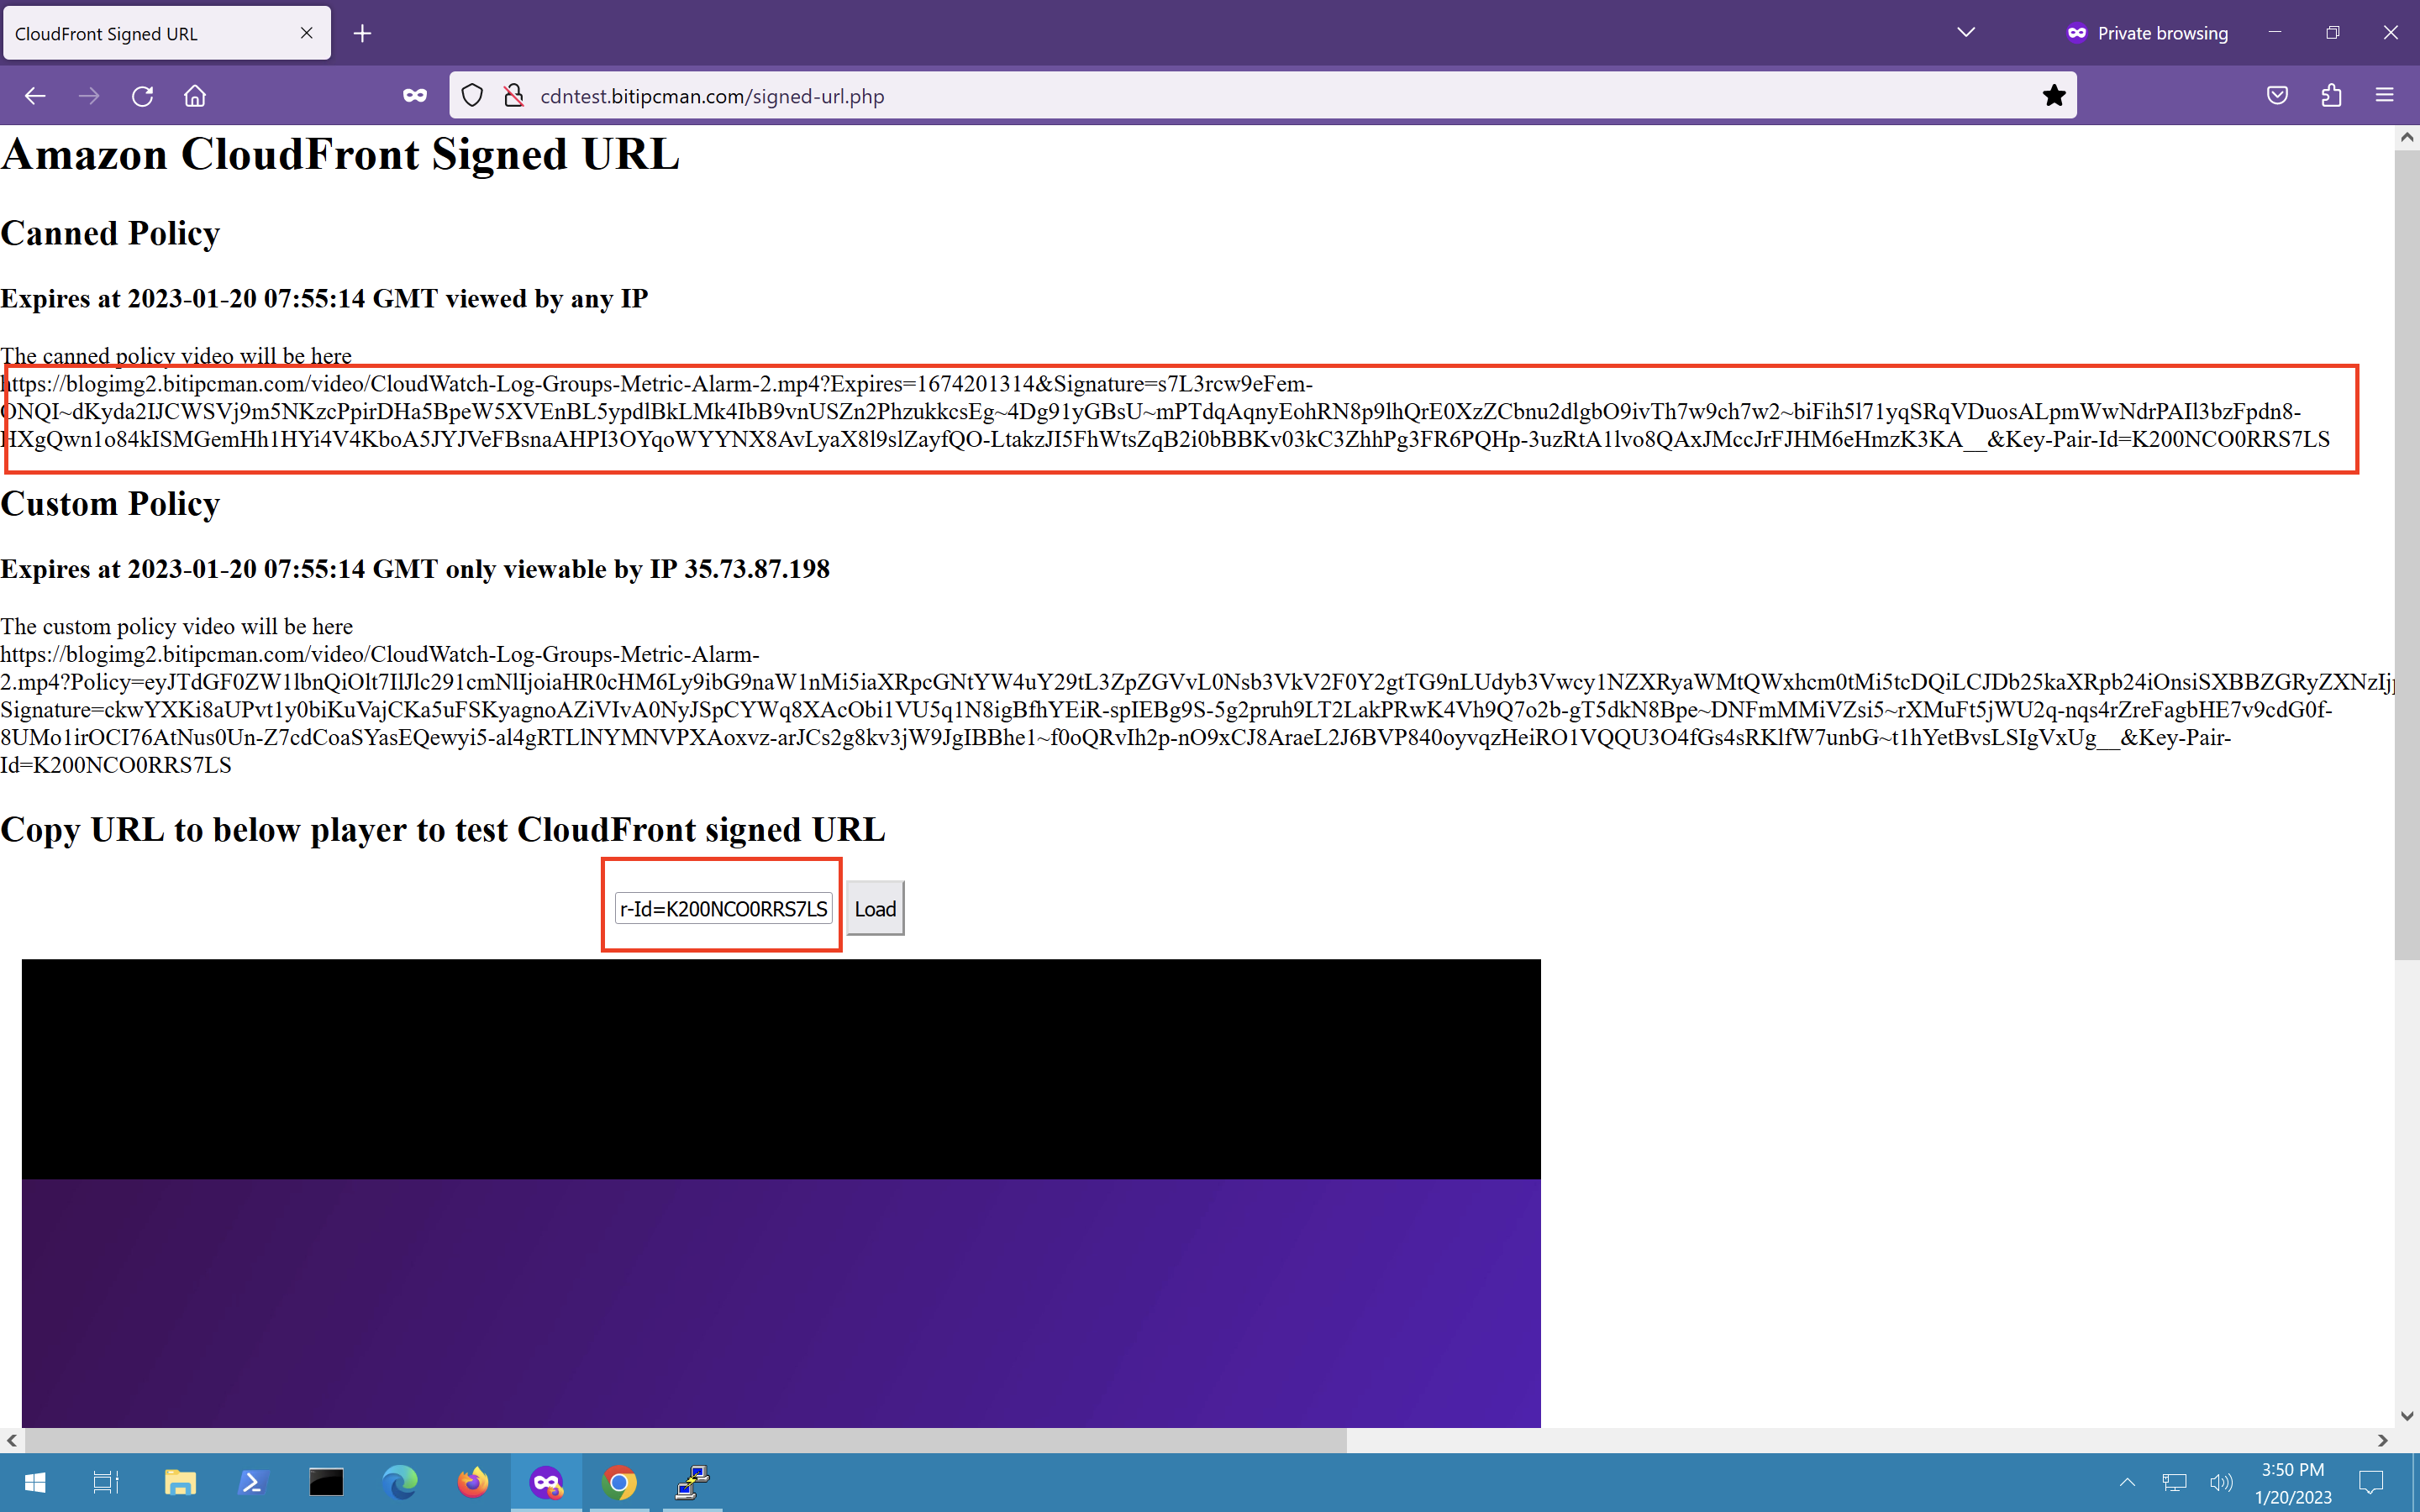 CloudFront Signed URL
Private browsing
cdntest.bitipcman.com/signed-url.php
Amazon CloudFront Signed URL
Canned Policy
Expires at 2023-01-20 07:55:14 GMT viewed by any IP
The canned policy video will be here
https://blogimg2.bitipcman.com/video/CloudWatch-Log-Groups-Metric-Alarm-2.mp4?Expires=1674201314&Signature=s7L3rcw9eFem-
ONQI~dKyda2IJCWSVj9m5NKzcPpirDHa5BpeW5XVEnBL5ypdlBkLMk4IbB9vnUSZn2PhzukkcsEg~4Dg91yGBsU~mPTdqAqnyEohRN8p9lhQrE0XzZCbnu2dlgbO9ivTh7w9ch7w2~biFih5l71yqSRqVDuosALpmWwNdrPAIl3bzFpdn8-
HXgQwn1o84kISMGemHh1HYi4V4KboA5JYJVeFBsnaAHPI3OYqoWYYNX8AvLyaX8l9slZayfQO-LtakzJI5FhWtsZqB2i0bBBKv03kC3ZhhPg3FR6PQHp-3uzRtA1lvo8QAxJMccJrFJHM6eHmzK3KA__&Key-Pair-Id=K200NCO0RRS7LS
Custom Policy
Expires at 2023-01-20 07:55:14 GMT only viewable by IP 35.73.87.198
The custom policy video will be here
https://blogimg2.bitipcman.com/video/CloudWatch-Log-Groups-Metric-Alarm-
2.mp4?Policy=eyJTdGF0ZW1lbnQiOlt7IlJlc291cmNlIjoiaHR0cHM6Ly9ibG9naW1nMi5iaXRpcGNtYW4uY29tL3ZpZGVvL0Nsb3VkV2F0Y2gtTG9nLUdyb3Vwcy1NZXRyaWMtQWxhcm0tMi5tcDQiLCJDb25kaXRpb24iOnsiSXBBZGRyZXNzIjp
Signature=ckwYXKi8aUPvt1y0biKuVajCKa5uFSKyagnoAZiVIvA0NyJSpCYWq8XAcObi1VU5q1N8igBfhYEiR-spIEBg9S-5g2pruh9LT2LakPRwK4Vh9Q7o2b-gT5dkN8Bpe~DNFmMMiVZsi5~rXMuFt5jWU2q-nqs4rZreFagbHE7v9cdG0f-
8UMo1irOCI76AtNus0Un-Z7cdCoaSYasEQewyi5-al4gRTLlNYMNVPXAoxvz-arJCs2g8kv3jW9JgIBBhe1~f0oQRvIh2p-nO9xCJ8AraeL2J6BVP840oyvqzHeiRO1VQQU3O4fGs4sRKlfW7unbG~t1hYetBvsLSIgVxUg__&Key-Pair-
Id=K200NCO0RRS7LS
Copy URL to below player to test CloudFront signed URL
r-Id=K200NCO0RRS7LS
Load
3:50 PM
1/20/2023